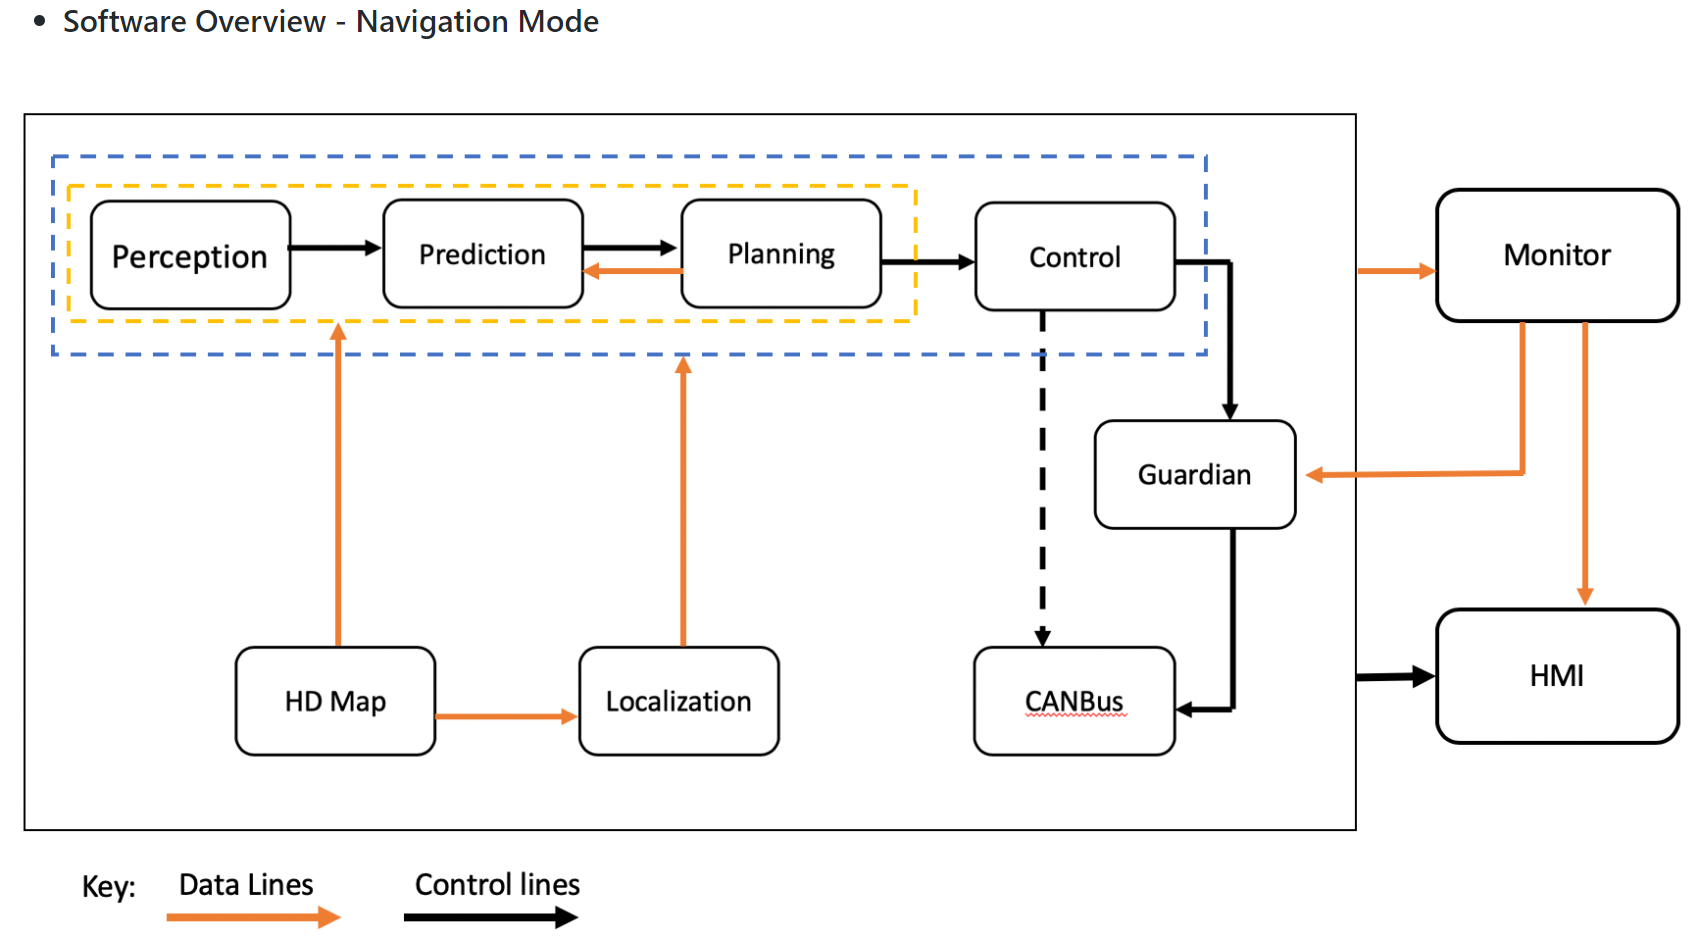 • Software Overview - Navigation Mode
Perception
Prediction
Planning
Control
Monitor
Guardian
HD Map
Localization
CANBus
HMI
Key:
Data Lines
Control lines